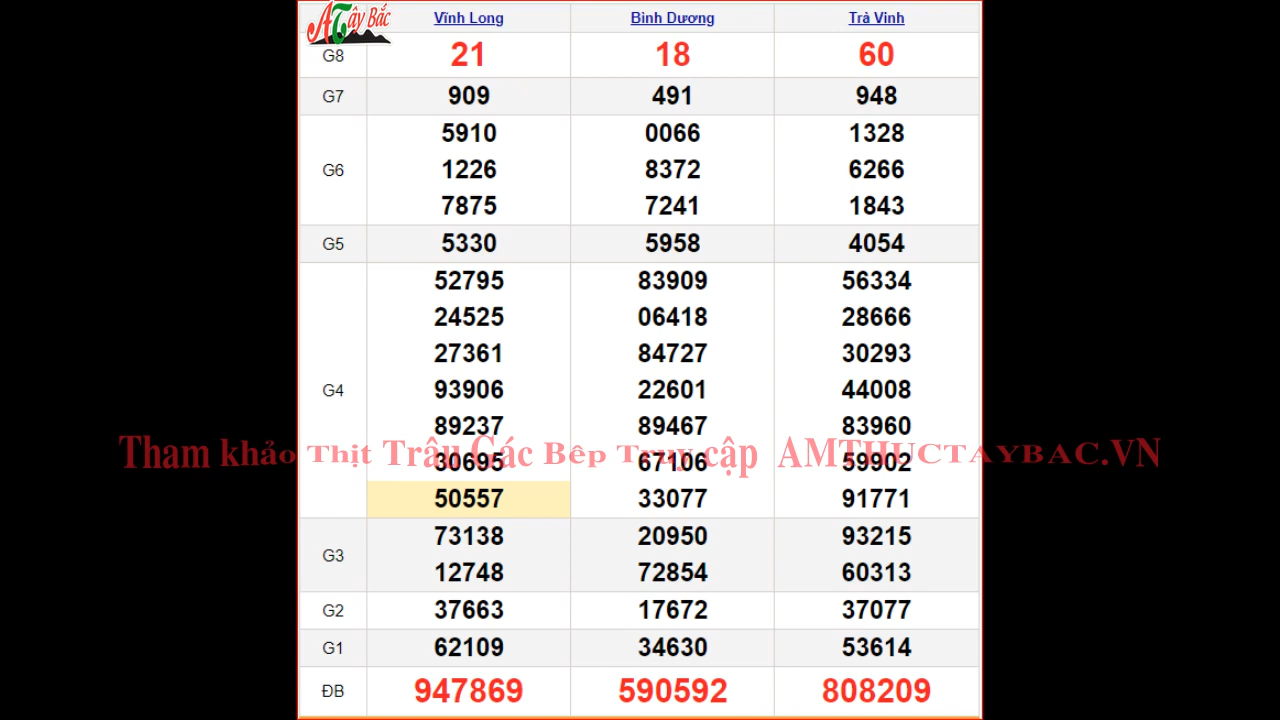 ATây Bắc
Vĩnh Long Bình Dương Trà Vinh
G8 21 18 60
G7 909 491 948
5910 0066 1328
G6 1226 8372 6266
7875 7241 1843
G5 5330 5958 4054
52795 83909 56334
24525 06418 28666
27361 84727 30293
G4 93906 22601 44008
89237 89467 83960
Tham khảo Thịt Trâu Gác Bếp Truy cập AMTHUCTAYBAC.VN
30695 67106 59902
50557 33077 91771
73138 20950 93215
G3
12748 72854 60313
G2 37663 17672 37077
G1 62109 34630 53614
ĐB 947869 590592 808209